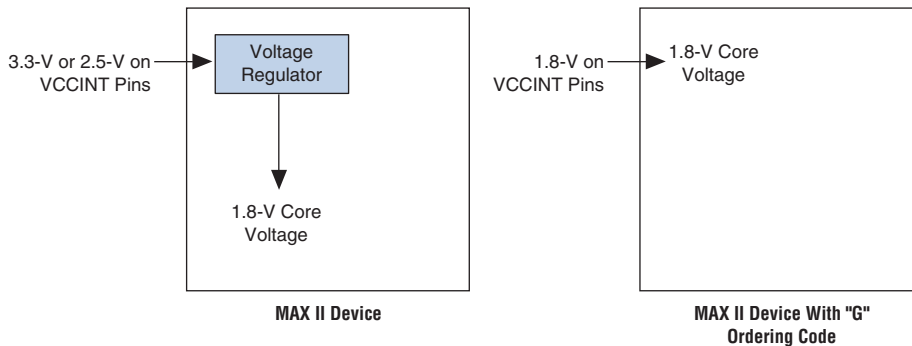 3.3-V or 2.5-V on
VCCINT Pins
Voltage
Regulator
1.8-V Core
Voltage
MAX II Device
1.8-V on
VCCINT Pins
1.8-V Core
Voltage
MAX II Device With "G"
Ordering Code